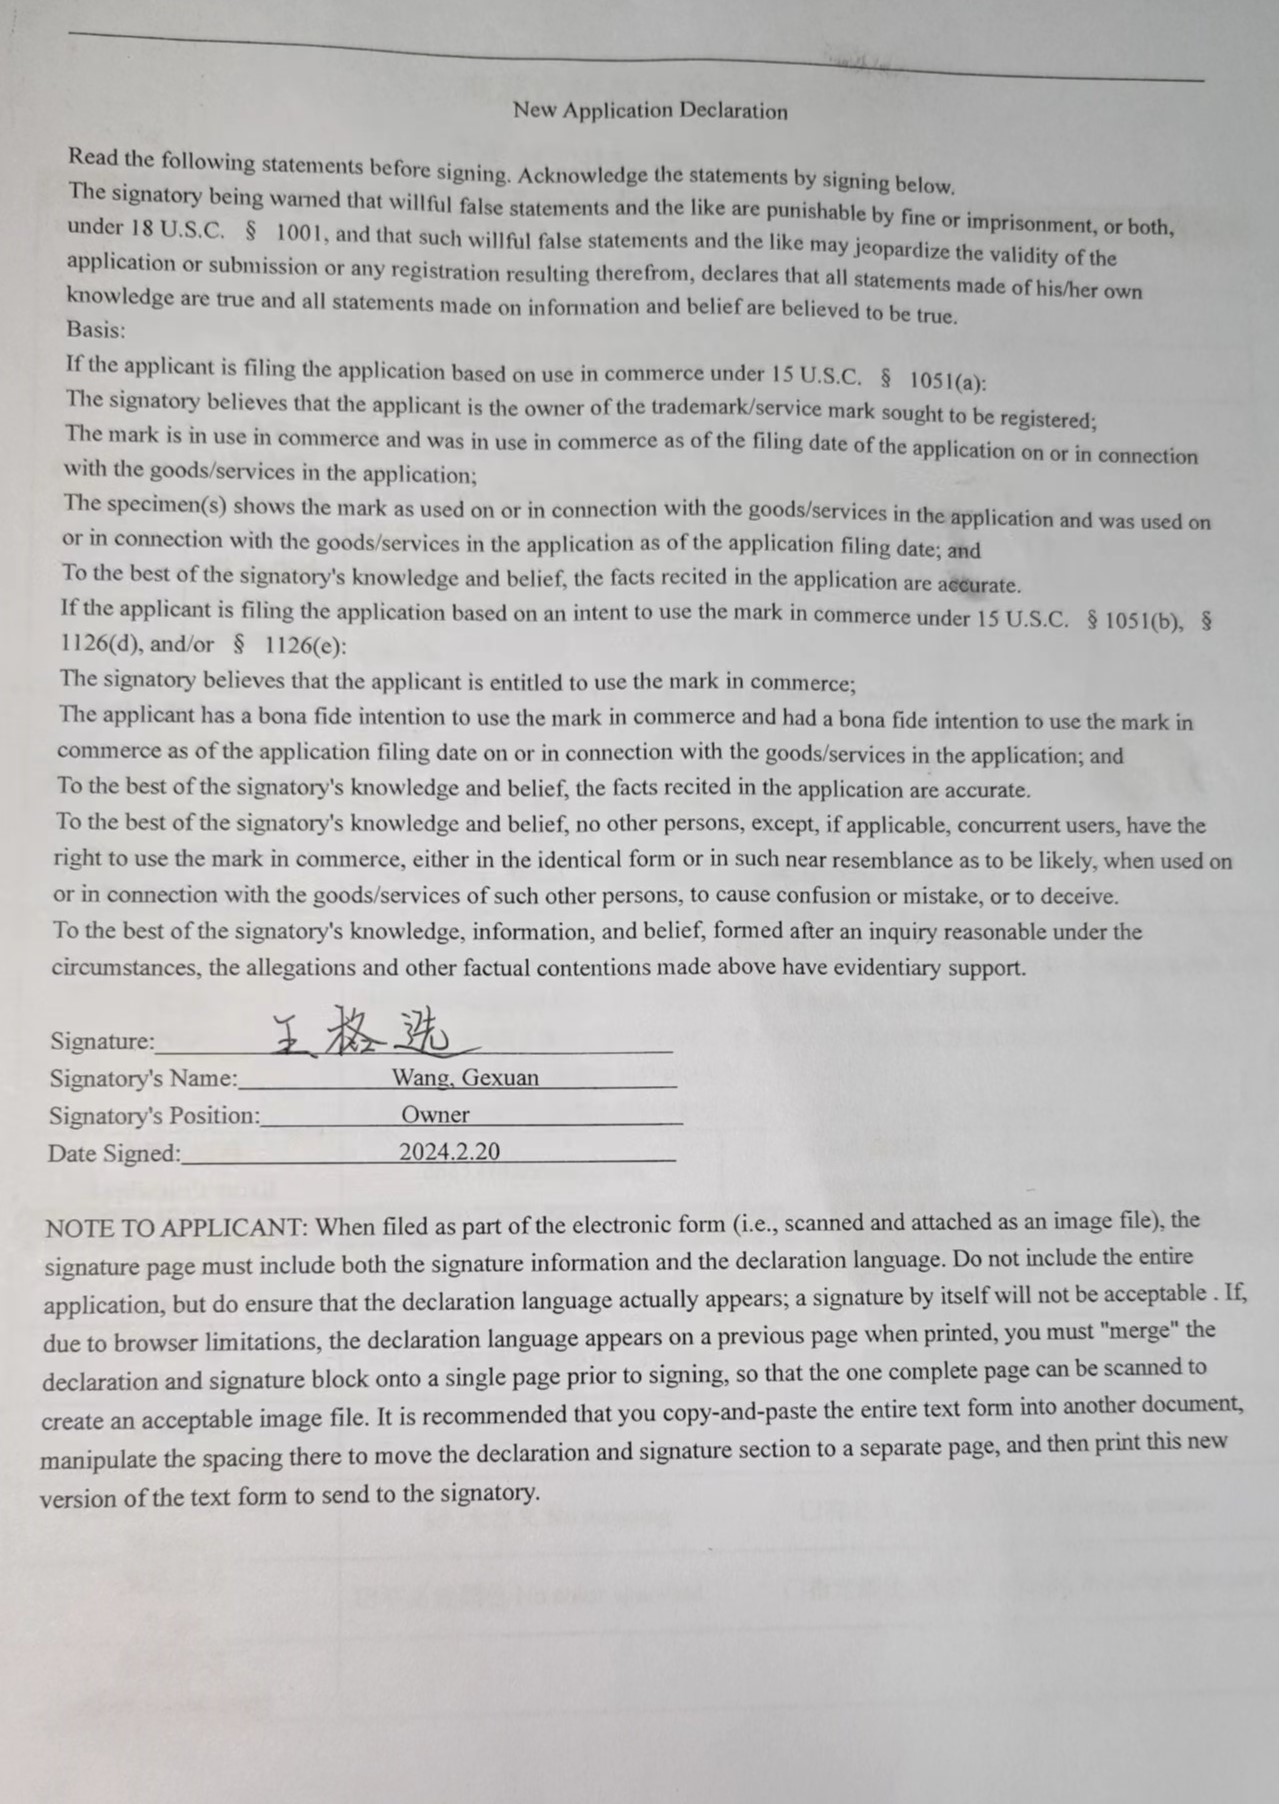 New Application Declaration
Read the following statements before signing. Acknowledge the statements by signing below.
The signatory being warned that willful false statements and the like are punishable by fine or imprisonment, or both,
under 18 U.S.C. § 1001, and that such willful false statements and the like may jeopardize the validity of the
application or submission or any registration resulting therefrom, declares that all statements made of his/her own
knowledge are true and all statements made on information and belief are believed to be true.
Basis:
If the applicant is filing the application based on use in commerce under 15 U.S.C. § 1051(a):
The signatory believes that the applicant is the owner of the trademark/service mark sought to be registered;
The mark is in use in commerce and was in use in commerce as of the filing date of the application on or in connection
with the goods/services in the application;
The specimen(s) shows the mark as used on or in connection with the goods/services in the application and was used on
or in connection with the goods/services in the application as of the application filing date; and
To the best of the signatory's knowledge and belief, the facts recited in the application are accurate.
If the applicant is filing the application based on an intent to use the mark in commerce under 15 U.S.C. § 1051(b), §
1126(d), and/or § 1126(e):
The signatory believes that the applicant is entitled to use the mark in commerce;
The applicant has a bona fide intention to use the mark in commerce and had a bona fide intention to use the mark in
commerce as of the application filing date on or in connection with the goods/services in the application; and
To the best of the signatory's knowledge and belief, the facts recited in the application are accurate.
To the best of the signatory's knowledge and belief, no other persons, except, if applicable, concurrent users, have the
right to use the mark in commerce, either in the identical form or in such near resemblance as to be likely, when used on
or in connection with the goods/services of such other persons, to cause confusion or mistake, or to deceive.
To the best of the signatory's knowledge, information, and belief, formed after an inquiry reasonable under the
circumstances, the allegations and other factual contentions made above have evidentiary support.
Signature: 王格选
Signatory's Name: Wang, Gexuan
Signatory's Position: Owner
Date Signed: 2024.2.20
NOTE TO APPLICANT: When filed as part of the electronic form (i.e., scanned and attached as an image file), the
signature page must include both the signature information and the declaration language. Do not include the entire
application, but do ensure that the declaration language actually appears; a signature by itself will not be acceptable . If,
due to browser limitations, the declaration language appears on a previous page when printed, you must "merge" the
declaration and signature block onto a single page prior to signing, so that the one complete page can be scanned to
create an acceptable image file. It is recommended that you copy-and-paste the entire text form into another document,
manipulate the spacing there to move the declaration and signature section to a separate page, and then print this new
version of the text form to send to the signatory.